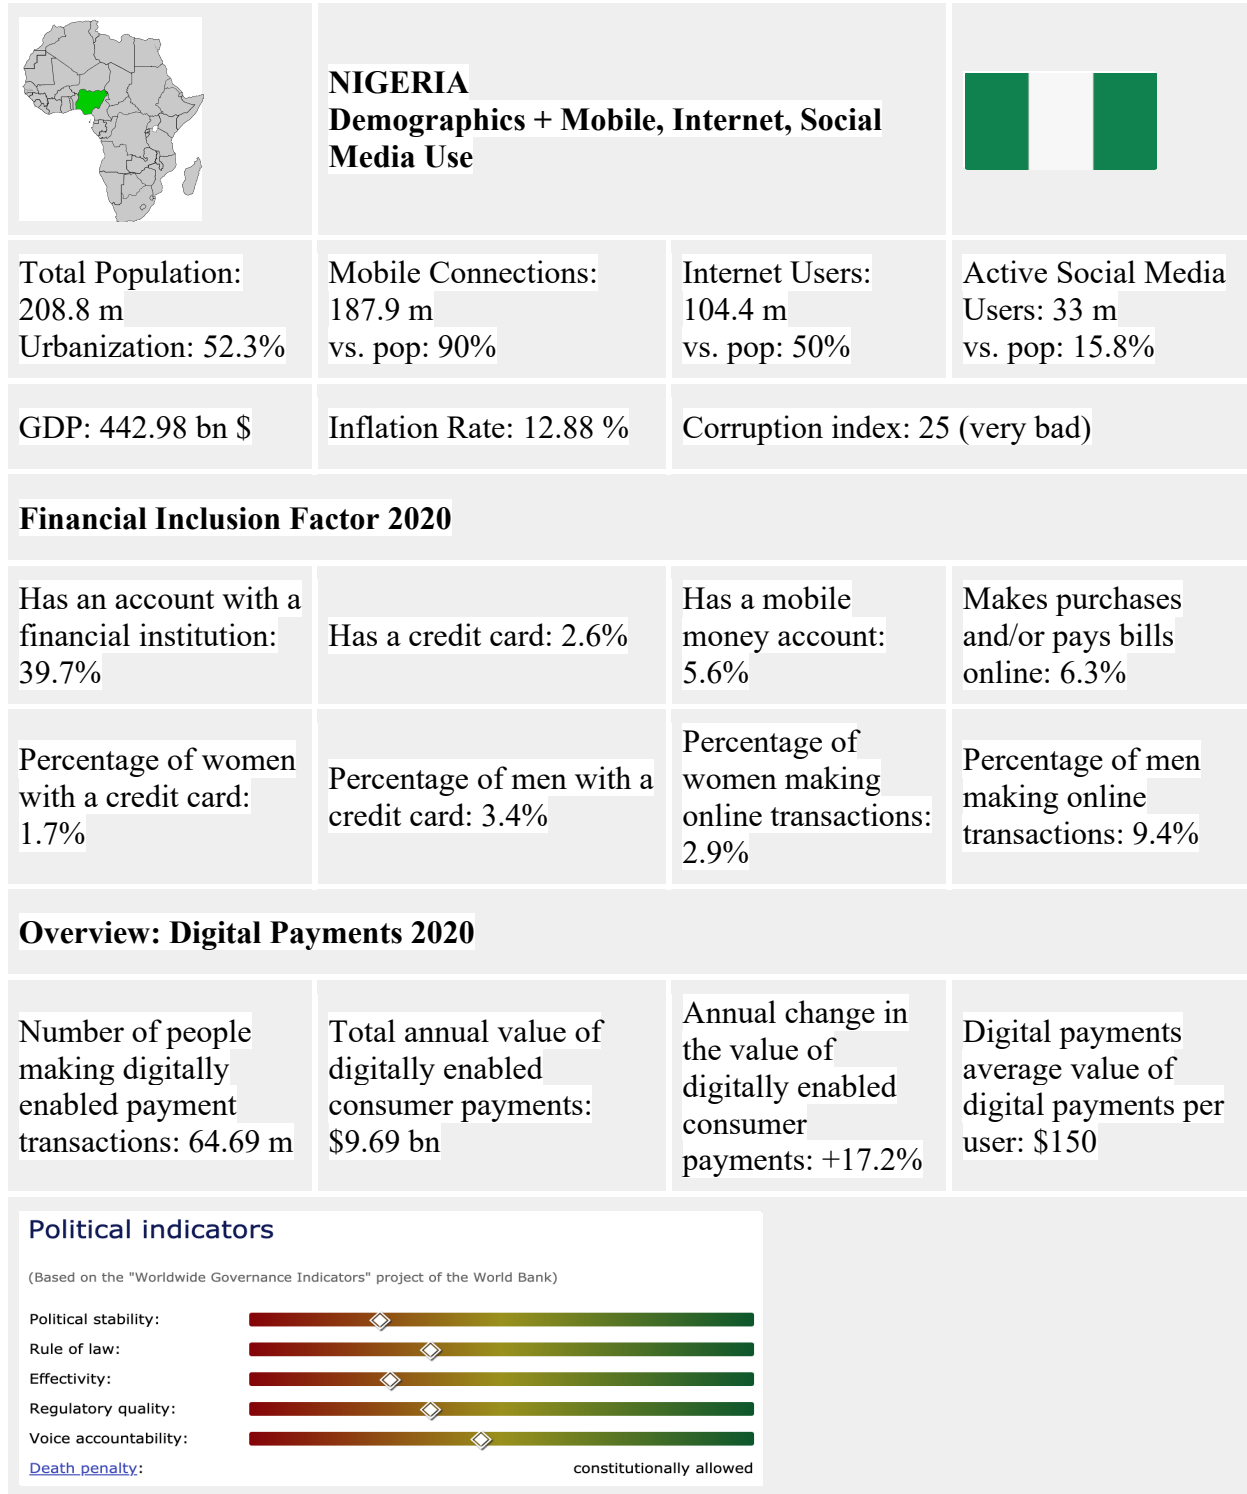 NIGERIA
Demographics + Mobile, Internet, Social
Media Use
Total Population:
208.8 m
Urbanization: 52.3%
Mobile Connections:
187.9 m
vs. pop: 90%
Internet Users:
104.4 m
vs. pop: 50%
Active Social Media
Users: 33 m
vs. pop: 15.8%
GDP: 442.98 bn $
Inflation Rate: 12.88 %
Corruption index: 25 (very bad)
Financial Inclusion Factor 2020
Has an account with a
financial institution:
39.7%
Has a credit card: 2.6%
Has a mobile
money account:
5.6%
Makes purchases
and/or pays bills
online: 6.3%
Percentage of women
with a credit card:
1.7%
Percentage of men with a
credit card: 3.4%
Percentage of
women making
online transactions:
2.9%
Percentage of men
making online
transactions: 9.4%
Overview: Digital Payments 2020
Number of people
making digitally
enabled payment
transactions: 64.69 m
Total annual value of
digitally enabled
consumer payments:
$9.69 bn
Annual change in
the value of
digitally enabled
consumer
payments: +17.2%
Digital payments
average value of
digital payments per
user: $150
Political indicators
(Based on the "Worldwide Governance Indicators" project of the World Bank)
Political stability:
Rule of law:
Effectivity:
Regulatory quality:
Voice accountability:
Death penalty: constitutionally allowed